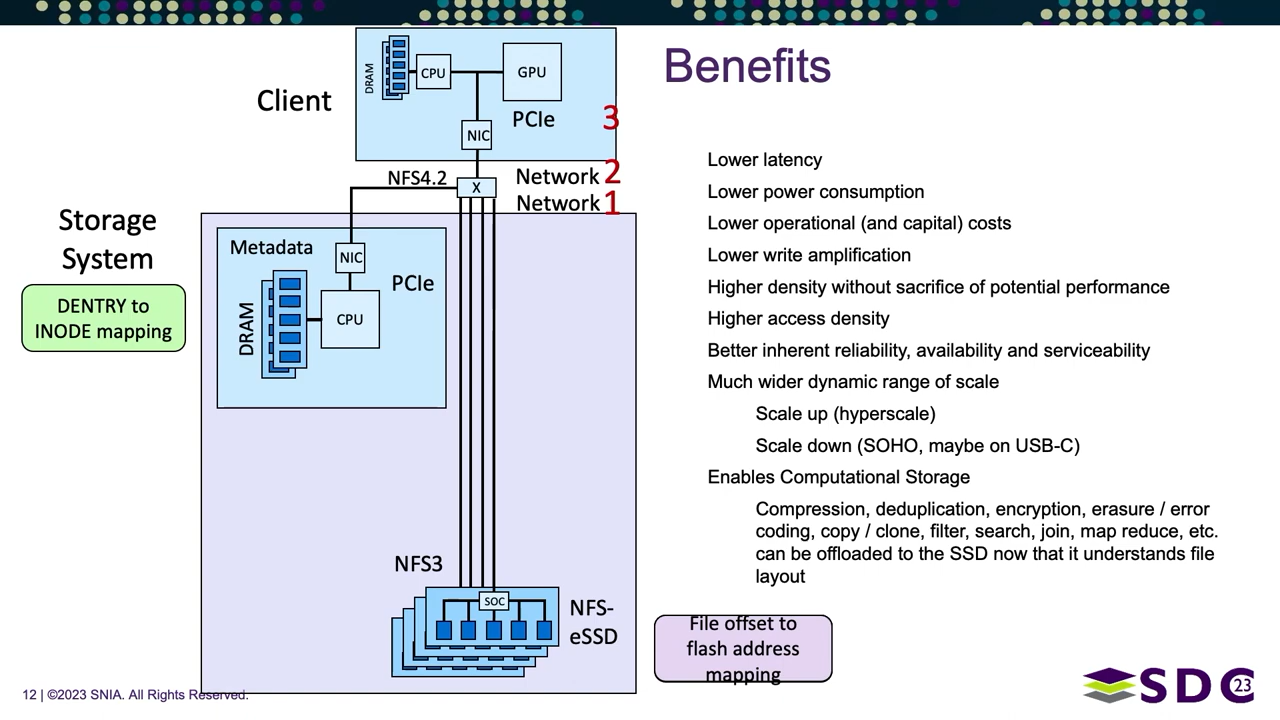 Benefits
DRAM
CPU
GPU
Client
PCIe
3
NIC
NFS4.2
X
Network 2
Network 1
Storage
System
Metadata
NIC
PCIe
DENTRY to
INODE mapping
DRAM
CPU
NFS3
SOC
NFS-
eSSD
Lower latency
Lower power consumption
Lower operational (and capital) costs
Lower write amplification
Higher density without sacrifice of potential performance
Higher access density
Better inherent reliability, availability and serviceability
Much wider dynamic range of scale
Scale up (hyperscale)
Scale down (SOHO, maybe on USB-C)
Enables Computational Storage
Compression, deduplication, encryption, erasure / error
coding, copy / clone, filter, search, join, map reduce, etc.
can be offloaded to the SSD now that it understands file
layout
File offset to
flash address
mapping
12 | ©2023 SNIA. All Rights Reserved.
SDC 23